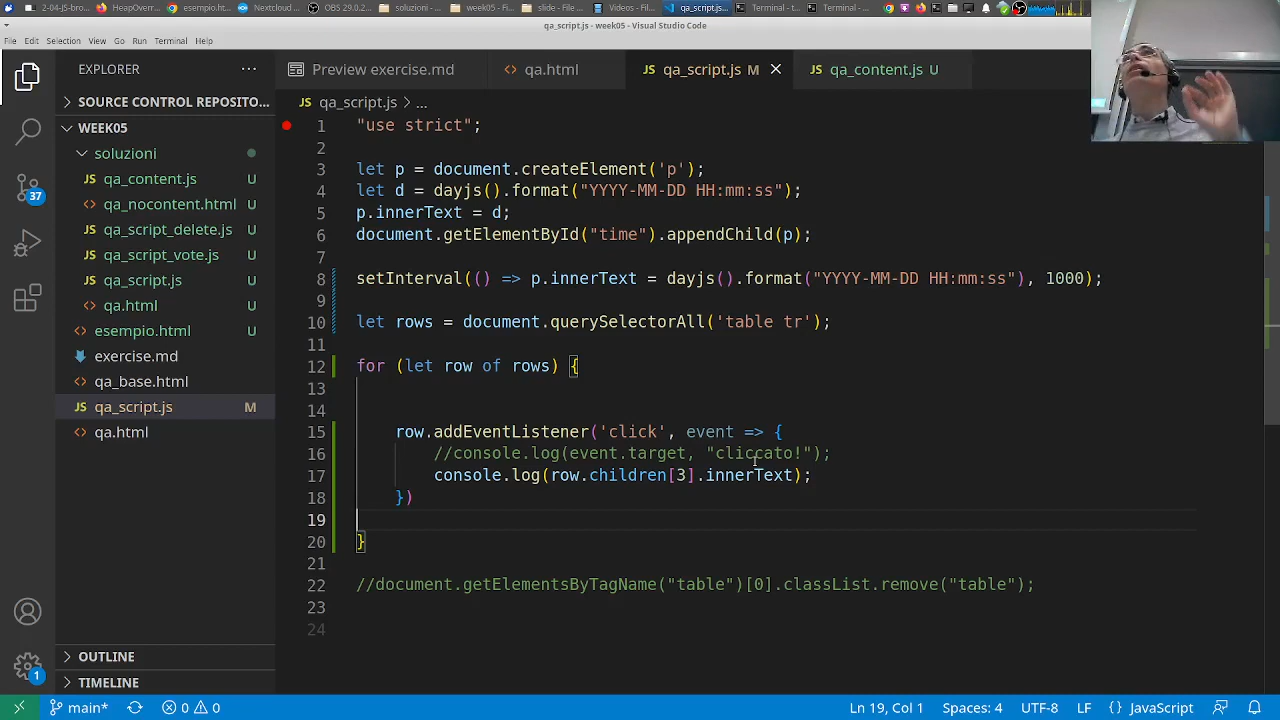 2-04-JS-brow...
HeapOverr...
esempio.ht...
Nextcloud ...
OBS 29.0.2...
soluzioni - ...
week05 - Fi...
slide - File ...
Videos - File...
qa_script.js...
Terminal - t...
Terminal - ...
qa_script.js - week05 - Visual Studio Code
File Edit Selection View Go Run Terminal Help
EXPLORER ···
Preview exercise.md
qa.html
qa_script.js M
qa_content.js U
SOURCE CONTROL REPOSITO...
JS qa_script.js > ...
WEEK05
soluzioni
JS qa_content.js U
qa_nocontent.html U
JS qa_script_delete.js U
JS qa_script_vote.js U
JS qa_script.js U
qa.html U
esempio.html U
exercise.md
qa_base.html
JS qa_script.js M
qa.html
OUTLINE
TIMELINE
37
1
1 "use strict";
2
3 let p = document.createElement('p');
4 let d = dayjs().format("YYYY-MM-DD HH:mm:ss");
5 p.innerText = d;
6 document.getElementById("time").appendChild(p);
7
8 setInterval(() => p.innerText = dayjs().format("YYYY-MM-DD HH:mm:ss"), 1000);
9
10 let rows = document.querySelectorAll('table tr');
11
12 for (let row of rows) {
13
14
15 row.addEventListener('click', event => {
16 //console.log(event.target, "cliccato!");
17 console.log(row.children[3].innerText);
18 })
19
20 }
21
22 //document.getElementsByTagName("table")[0].classList.remove("table");
23
24
main* 0 0 Ln 19, Col 1 Spaces: 4 UTF-8 LF {} JavaScript